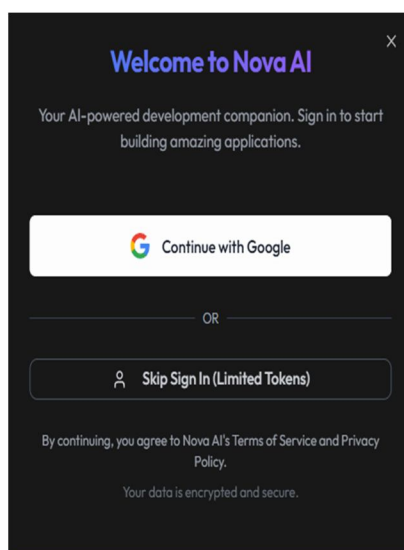 Welcome to Nova AI
Your AI-powered development companion. Sign in to start
building amazing applications.
Continue with Google
OR
Skip Sign In (Limited Tokens)
By continuing, you agree to Nova AI's Terms of Service and Privacy
Policy.
Your data is encrypted and secure.